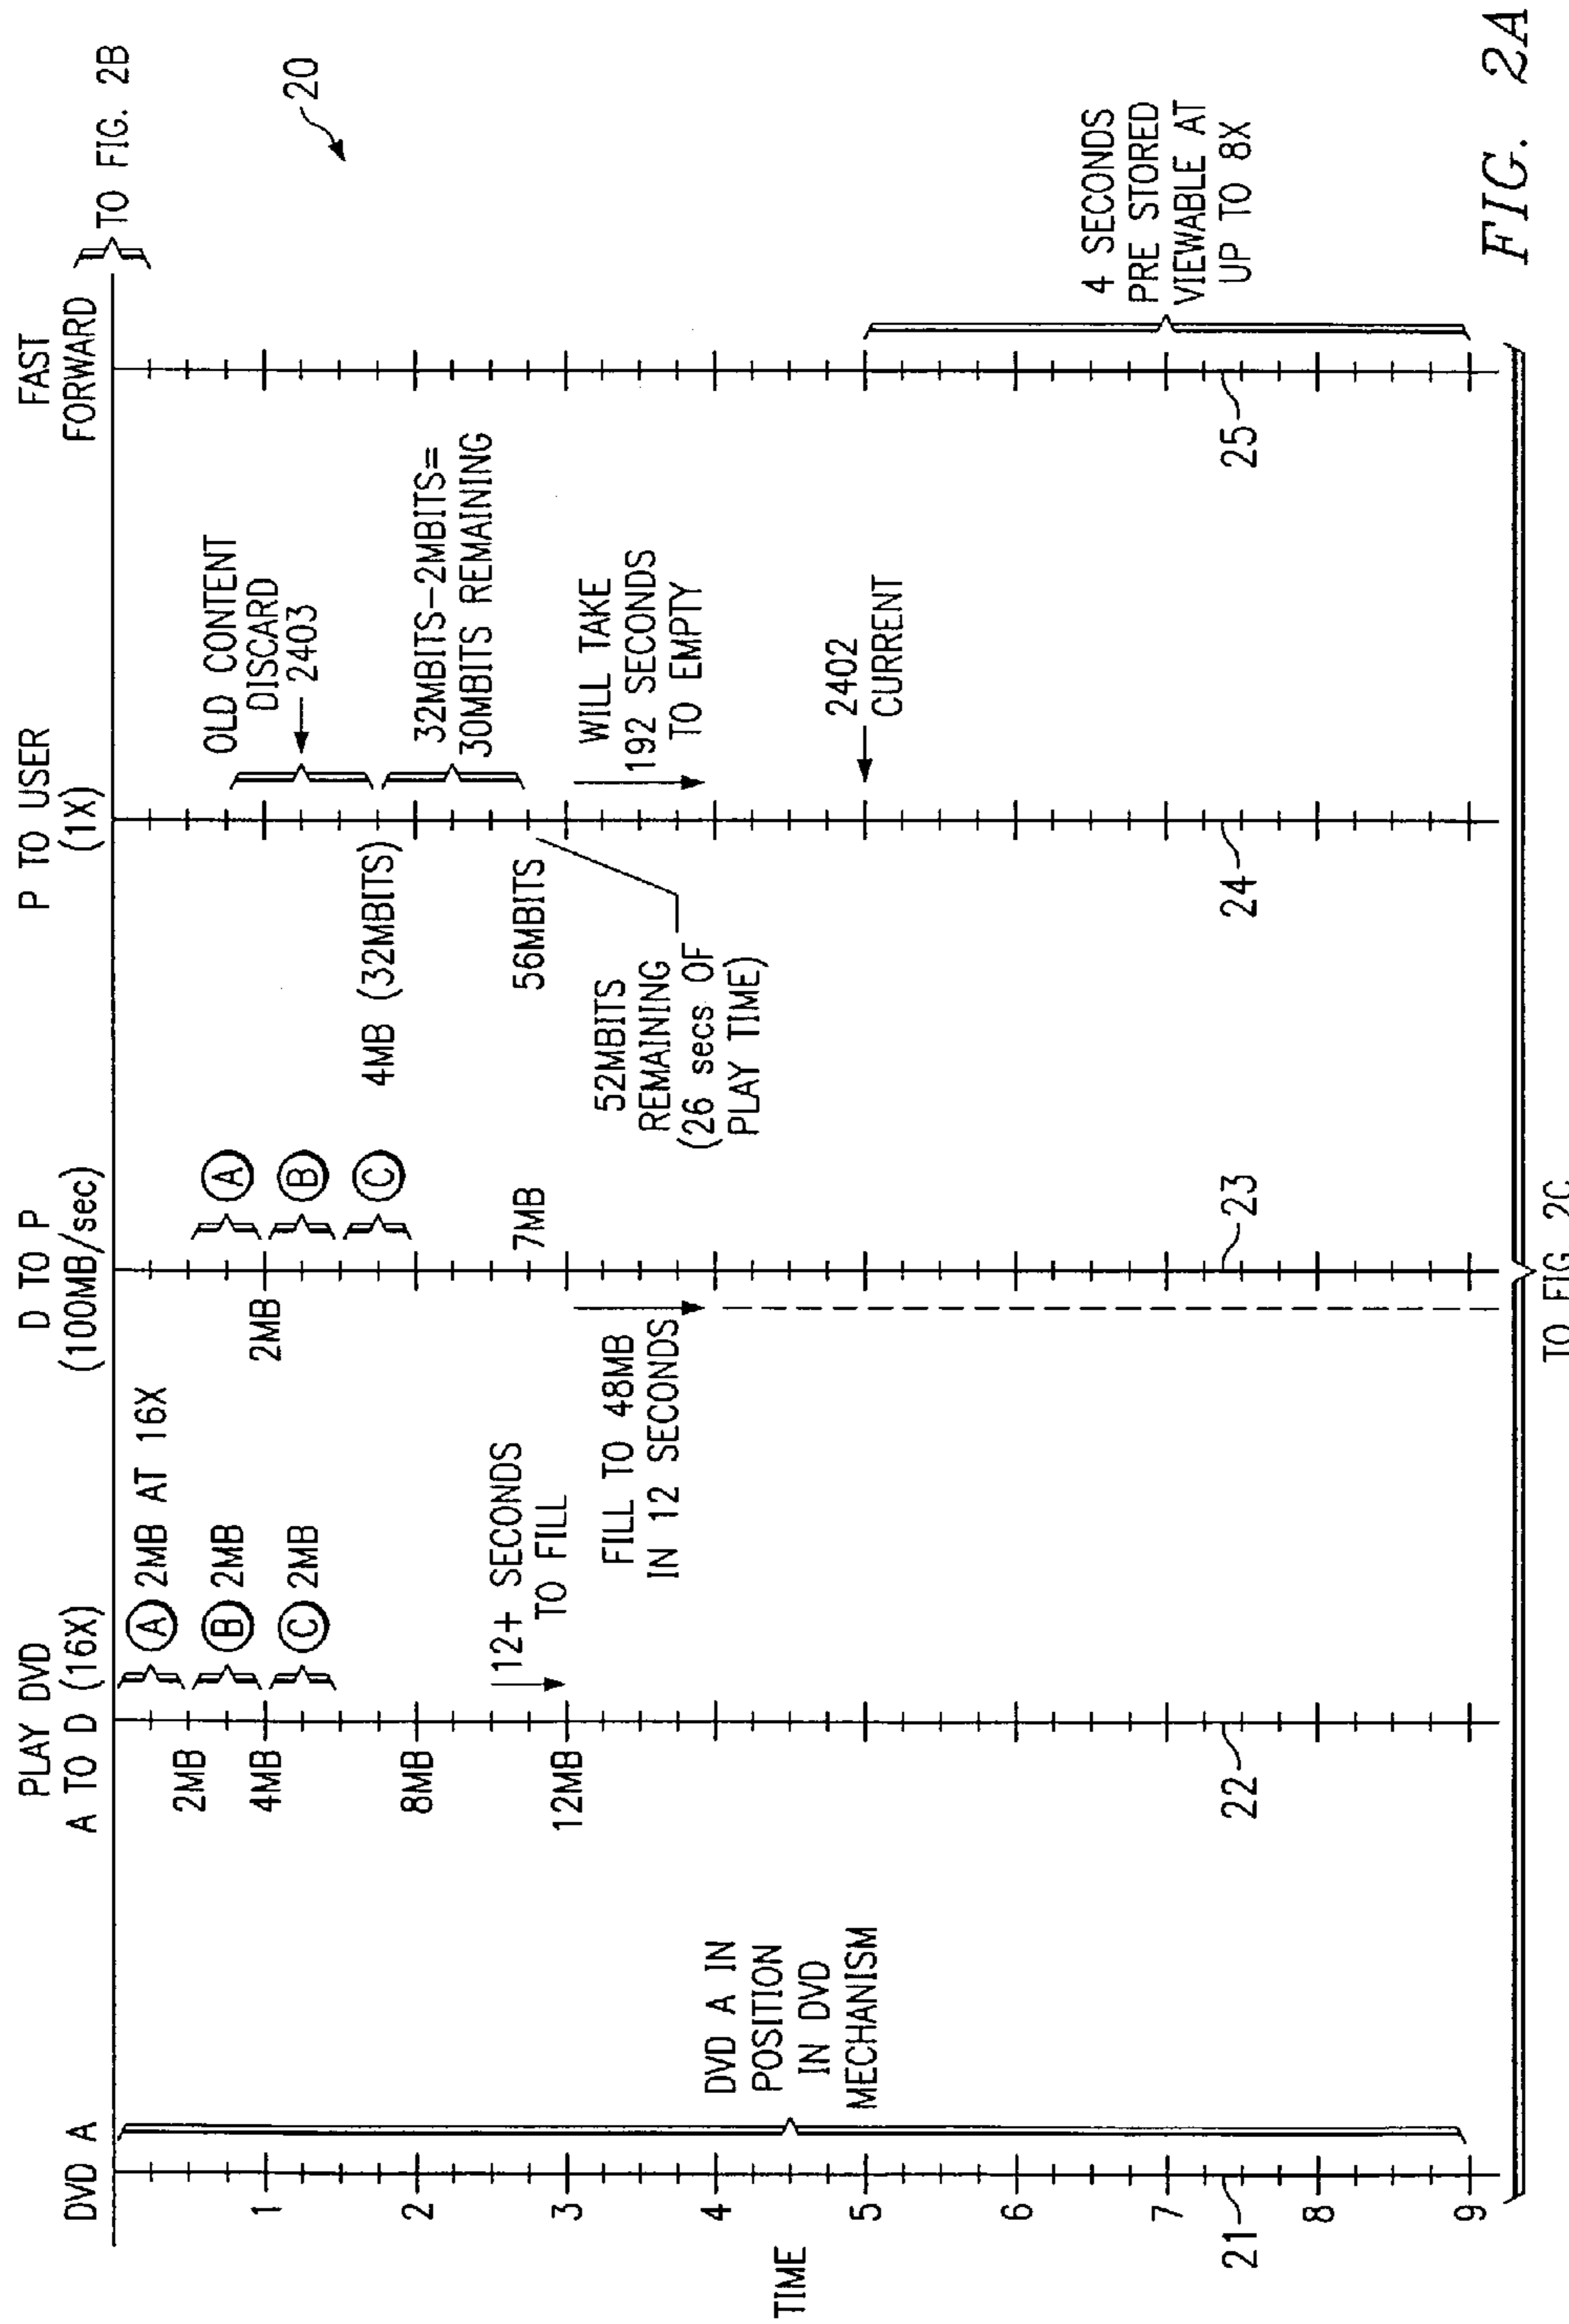 DVD A
PLAY DVD
A TO D (16X)
D TO P
(100MB/sec)
P TO USER
(1X)
FAST
FORWARD
TO FIG. 2B
20
TIME
1
2
3
4
5
6
7
8
9
21
DVD A IN
POSITION
IN DVD
MECHANISM
2MB
4MB
8MB
12MB
A 2MB AT 16X
B 2MB
C 2MB
12+ SECONDS
TO FILL
22
2MB
A
B
C
7MB
FILL TO 48MB
IN 12 SECONDS
23
4MB (32MBITS)
56MBITS
52MBITS
REMAINING
(26 secs OF
PLAY TIME)
OLD CONTENT
DISCARD
2403
32MBITS-2MBITS=
30MBITS REMAINING
WILL TAKE
192 SECONDS
TO EMPTY
2402
CURRENT
24
25
4 SECONDS
PRE STORED
VIEWABLE AT
UP TO 8X
TO FIG. 2C
FIG. 2A